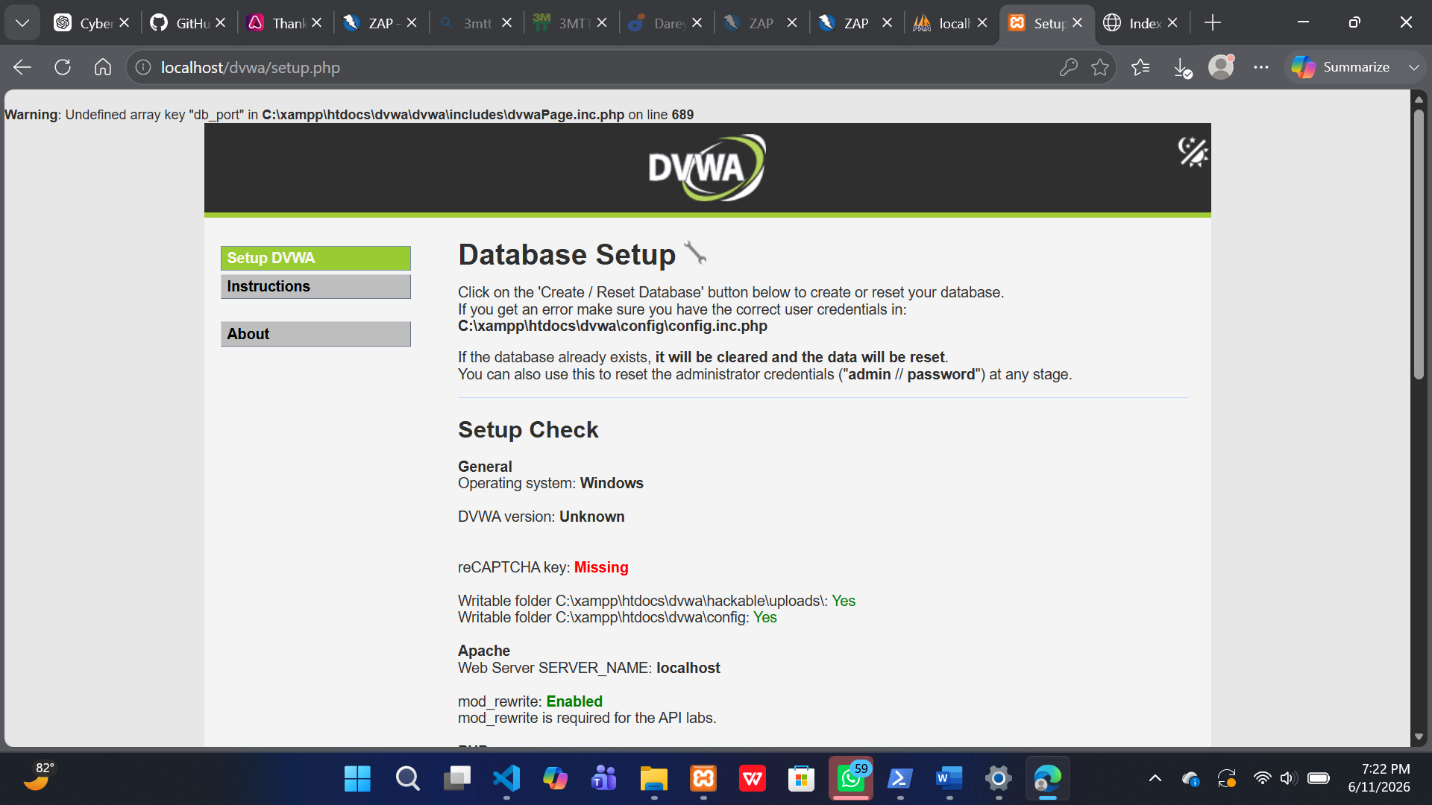 Cyber
GitHu
Thank
ZAP -
3mtt
3MTT
Darey
ZAP
ZAP
localh
Setup
Index
localhost/dvwa/setup.php
Summarize
Warning: Undefined array key "db_port" in C:\xampp\htdocs\dvwa\dvwa\includes\dvwaPage.inc.php on line 689
DVWA
Setup DVWA
Instructions
About
Database Setup
Click on the 'Create / Reset Database' button below to create or reset your database.
If you get an error make sure you have the correct user credentials in:
C:\xampp\htdocs\dvwa\config\config.inc.php
If the database already exists, it will be cleared and the data will be reset.
You can also use this to reset the administrator credentials ("admin // password") at any stage.
Setup Check
General
Operating system: Windows
DVWA version: Unknown
reCAPTCHA key: Missing
Writable folder C:\xampp\htdocs\dvwa\hackable\uploads\: Yes
Writable folder C:\xampp\htdocs\dvwa\config: Yes
Apache
Web Server SERVER_NAME: localhost
mod_rewrite: Enabled
mod_rewrite is required for the API labs.
82°
59
7:22 PM
6/11/2026